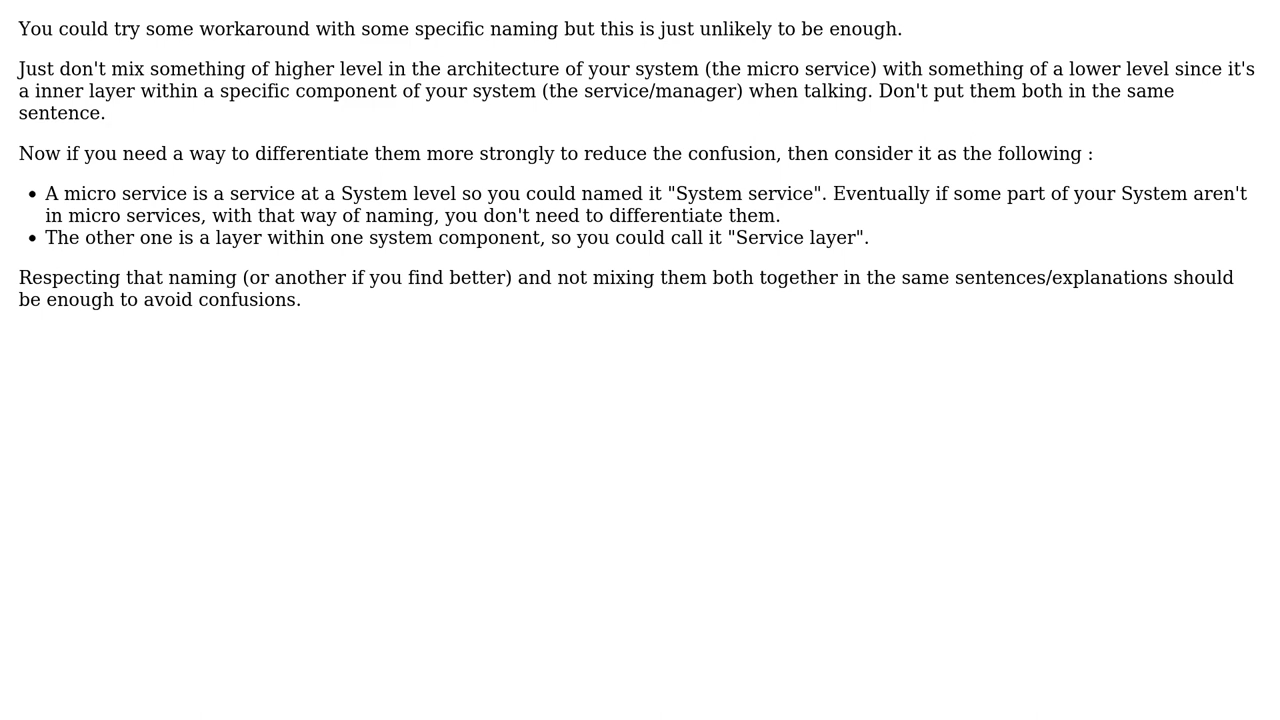 You could try some workaround with some specific naming but this is just unlikely to be enough.
Just don't mix something of higher level in the architecture of your system (the micro service) with something of a lower level since it's
a inner layer within a specific component of your system (the service/manager) when talking. Don't put them both in the same
sentence.
Now if you need a way to differentiate them more strongly to reduce the confusion, then consider it as the following :
• A micro service is a service at a System level so you could named it "System service". Eventually if some part of your System aren't
in micro services, with that way of naming, you don't need to differentiate them.
• The other one is a layer within one system component, so you could call it "Service layer".
Respecting that naming (or another if you find better) and not mixing them both together in the same sentences/explanations should
be enough to avoid confusions.